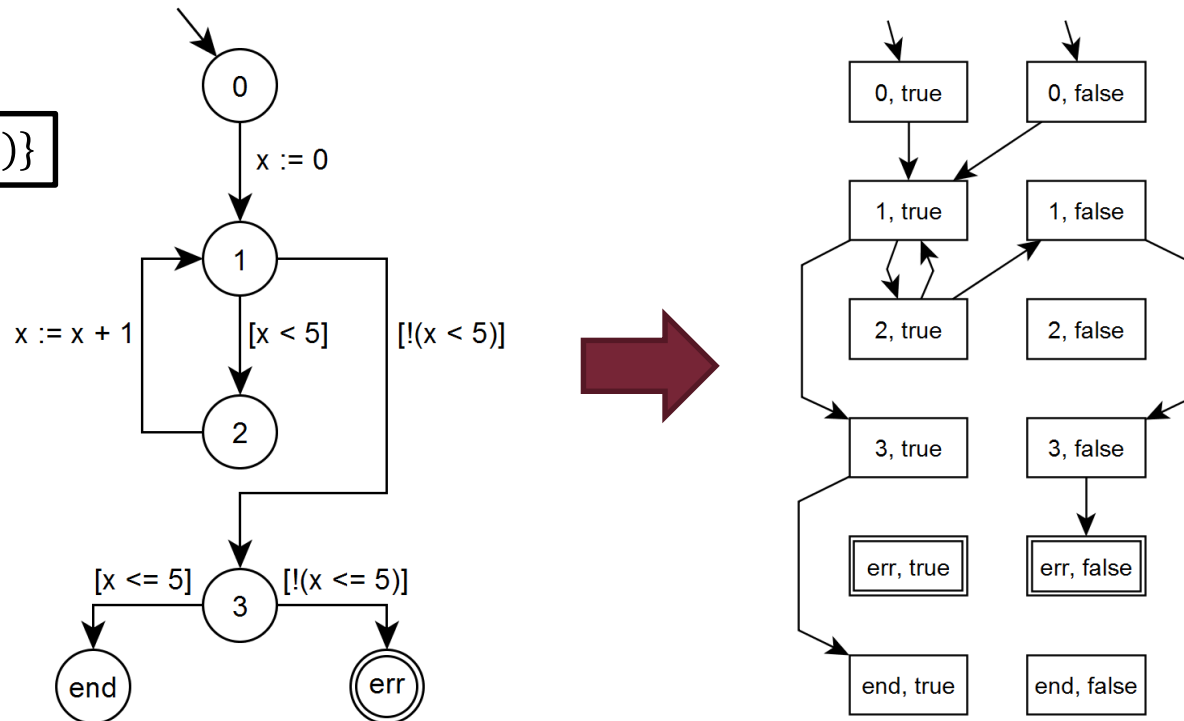 )}
0
x := 0
1
x := x + 1
[x < 5]
[!(x < 5)]
2
[x <= 5]
[!(x <= 5)]
3
end
err
0, true
0, false
1, true
1, false
2, true
2, false
3, true
3, false
err, true
err, false
end, true
end, false